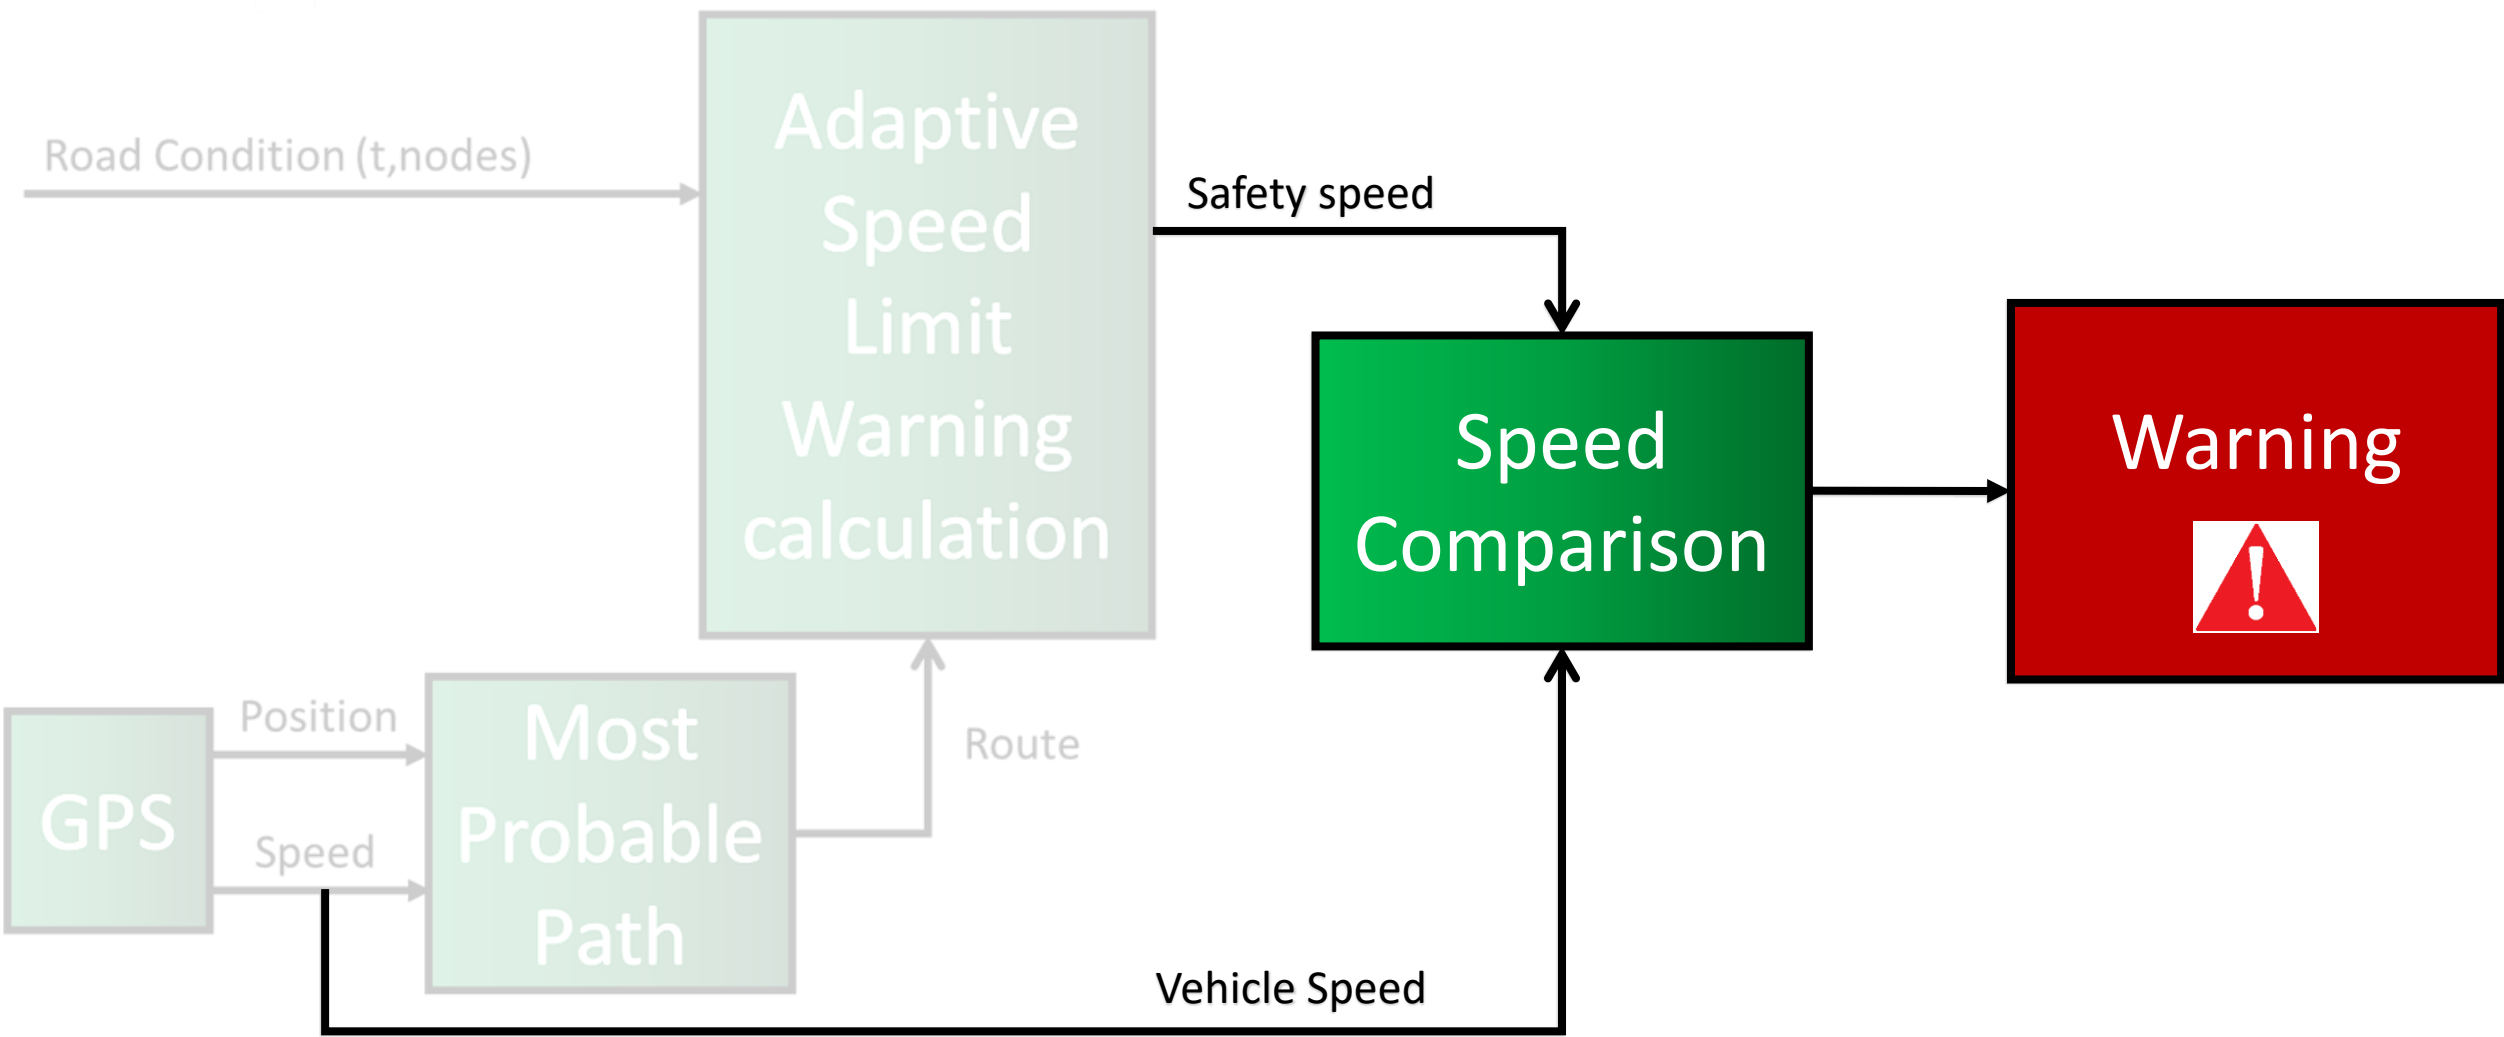 Road Condition (t,nodes)
Adaptive
Speed
Limit
Warning
calculation
Safety speed
Speed
Comparison
Warning
GPS
Position
Speed
Most
Probable
Path
Route
Vehicle Speed